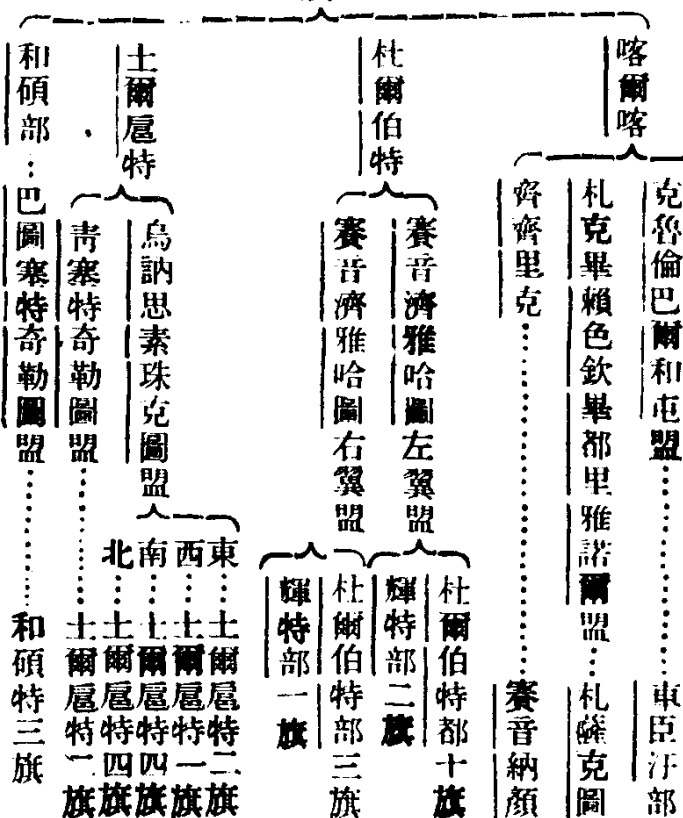 喀爾喀
克魯倫巴爾和屯盟……車臣汗部
札克畢賴色欽畢都里雅諾爾盟…札薩克圖
齊齊里克……賽音納顏
杜爾伯特
賽音濟雅哈圖左翼盟
杜爾伯特都十旗
輝特部二旗
賽音濟雅哈圖右翼盟
杜爾伯特部三旗
輝特部一旗
土爾扈特
烏訥思素珠克圖盟
東…土爾扈特二旗
西…土爾扈特一旗
南…土爾扈特四旗
北…土爾扈特四旗
靑塞特奇勒圖盟……土爾扈特二旗
和碩部：巴圖塞特奇勒圖盟……和碩特三旗